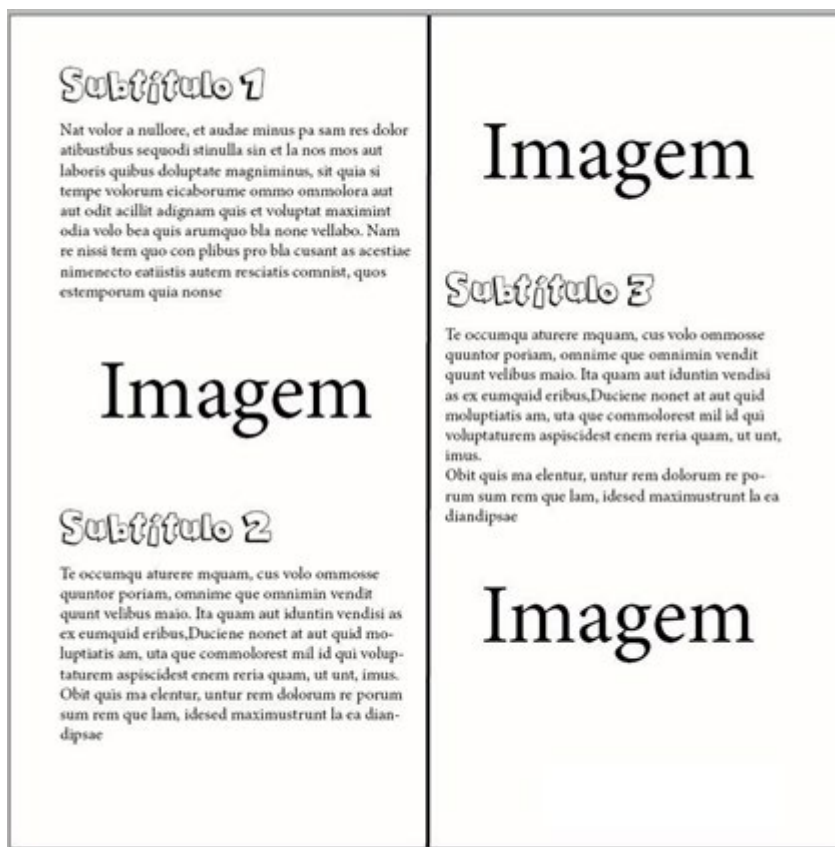 Subtítulo 1
Nat volor a nullore, et audae minus pa sam res dolor
atibustibus sequodi stinulla sin et la nos mos aut
laboris quibus doluptate magniminus, sit quia si
tempe volorum eicaborume ommo ommolora aut
aut odit acillit adignam quis et voluptat maximint
odia volo bea quis arumquo bla none vellabo. Nam
re nissi tem quo con plibus pro bla cusant as acestiae
nimenecto eatiistis autem resciatis comnist, quos
estemporum quia nonse
Imagem
Subtítulo 2
Te occumqu aturere mquam, cus volo ommosse
quuntor poriam, omnime que omnimin vendit
quunt velibus maio. Ita quam aut iduntin vendisi as
ex eumquid eribus,Duciene nonet at aut quid mo-
luptiatis am, uta que commolorest mil id qui volup-
taturem aspiscidest enem reria quam, ut unt, imus.
Obit quis ma elentur, untur rem dolorum re porum
sum rem que lam, idesed maximustrunt la ea dian-
dipsae
Imagem
Subtítulo 3
Te occumqu aturere mquam, cus volo ommosse
quuntor poriam, omnime que omnimin vendit
quunt velibus maio. Ita quam aut iduntin vendisi
as ex eumquid eribus,Duciene nonet at aut quid
moluptiatis am, uta que commolorest mil id qui
voluptaturem aspiscidest enem reria quam, ut unt,
imus.
Obit quis ma elentur, untur rem dolorum re po-
rum sum rem que lam, idesed maximustrunt la ea
diandipsae
Imagem